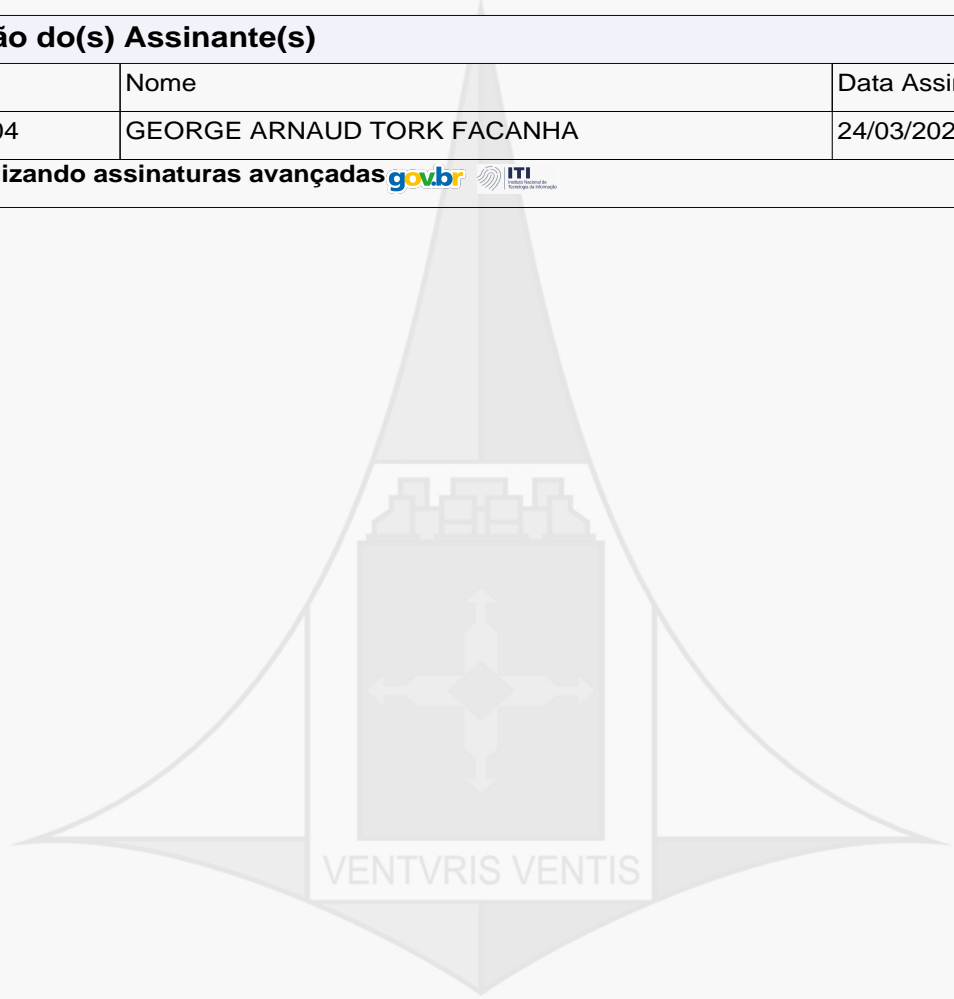 ão do(s) Assinante(s)
Nome Data Assi
04 GEORGE ARNAUD TORK FACANHA 24/03/202
izando assinaturas avançadas gov.br ITI
VENTVRIS VENTIS